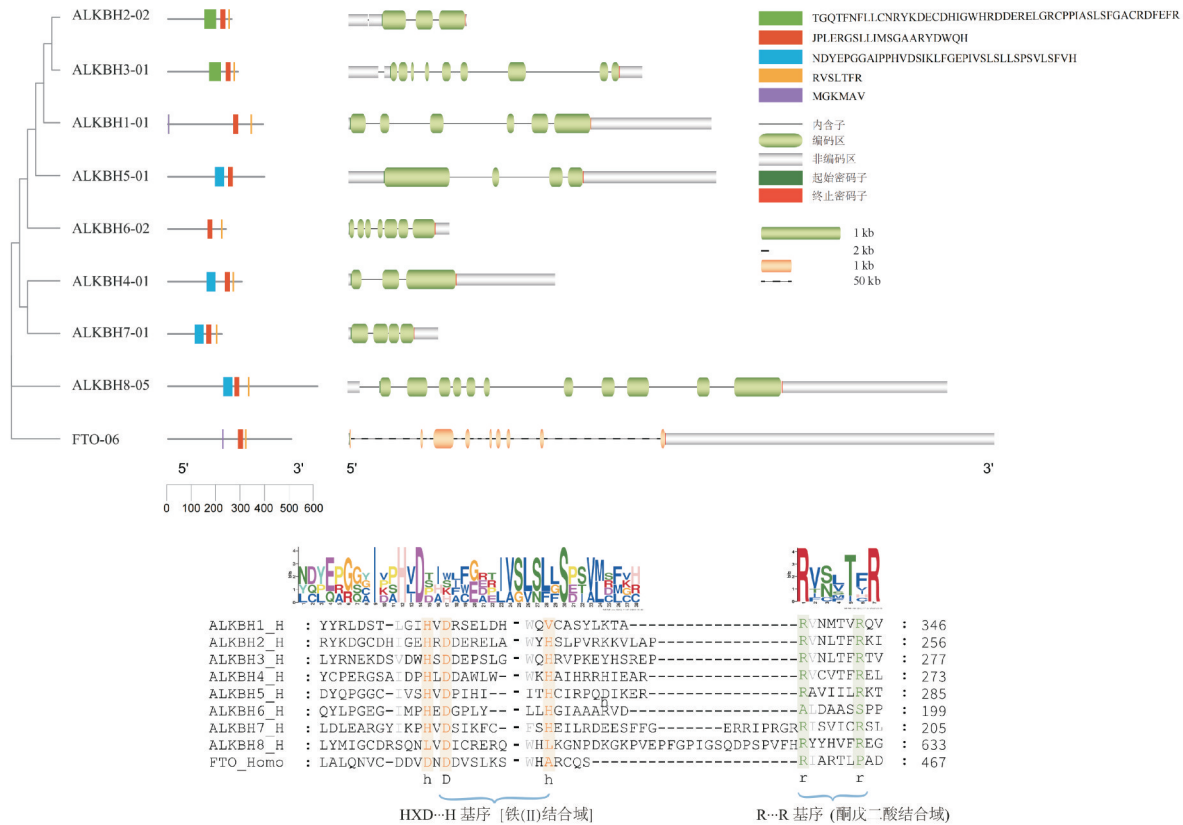 ALKBH2-02
ALKBH3-01
ALKBH1-01
ALKBH5-01
ALKBH6-02
ALKBH4-01
ALKBH7-01
ALKBH8-05
FTO-06
5' 3'
0 100 200 300 400 500 600
5' 3'
TGQTFNFLLCNRYKDECDHIGWHRDDERELGRCPPIASLSFGACRDFEFR
JPLERGSLLIMSGAARYDWQH
NDYEPGGAIPPHVDSIKLFGEPIVSLSLLSPSVLSFVH
RVSLTFR
MGKMAV
内含子
编码区
非编码区
起始密码子
终止密码子
1 kb
2 kb
1 kb
50 kb
ALKBH1_H : YYRLDST-LGIHVDRSELDH-WQVCASYLKTA---------------------RVNMTVRQV : 346
ALKBH2_H : RYKDGCDHIGEHRDDERELA-WYHSLPVRKKVLAP------------------RVNLTFRKI : 256
ALKBH3_H : LYRNEKDSVDWHSDDEPSLG-WQHRVPKEYHSREP------------------RVNLTFRTV : 277
ALKBH4_H : YCPERGSAIDPHLDDAWLW-WKHAIHRRHIEAR--------------------RVCVTFREL : 273
ALKBH5_H : DYQPGGC-IVSHVDPIHI-ITHCIRPQDIKER---------------------RAVIILRKT : 285
ALKBH6_H : QYLPGEG-IMPHEDGPLY-LLHGIAAARVD-----------------------ALDAASSPP : 199
ALKBH7_H : LDLEARGYIKPHVDSIKFC-FSHEILRDEESFFG-------ERRIPRGRRISVICRSL : 205
ALKBH8_H : LYMIGCDRSQNLVDICRERQ-WHLKGNPDKGKPVEPFGPIGSQDPSPVFHRYYHVFREG : 633
FTO_Homo : LALQNVC-DDVDNDDVSLKS-WHARCQS-------------------------RIARTLPAD : 467
h D h r r
HXD···H 基序 [铁(II)结合域]
R···R 基序 (酮戊二酸结合域)